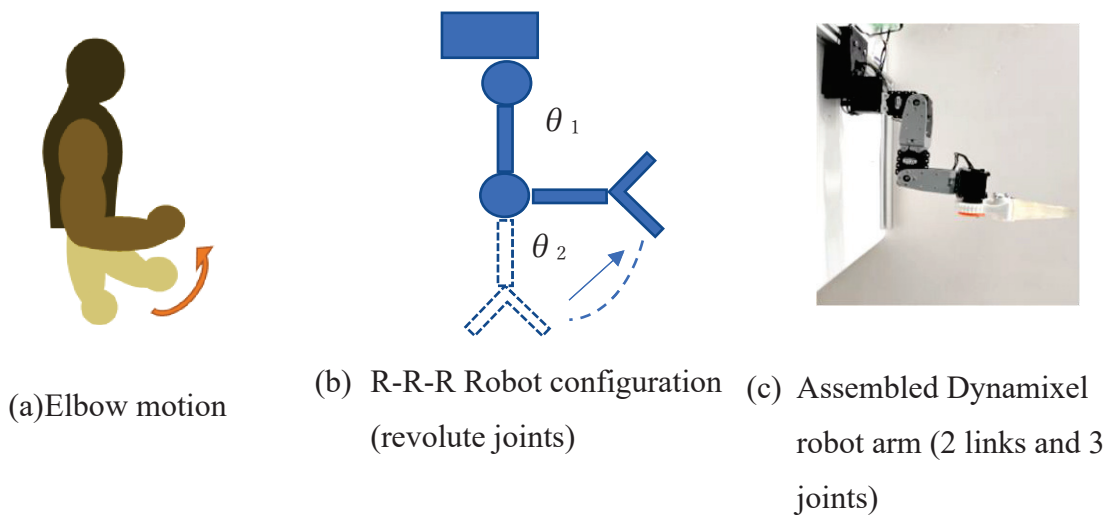 θ 1
θ 2
(a)Elbow motion
(b) R-R-R Robot configuration
(revolute joints)
(c) Assembled Dynamixel
robot arm (2 links and 3
joints)